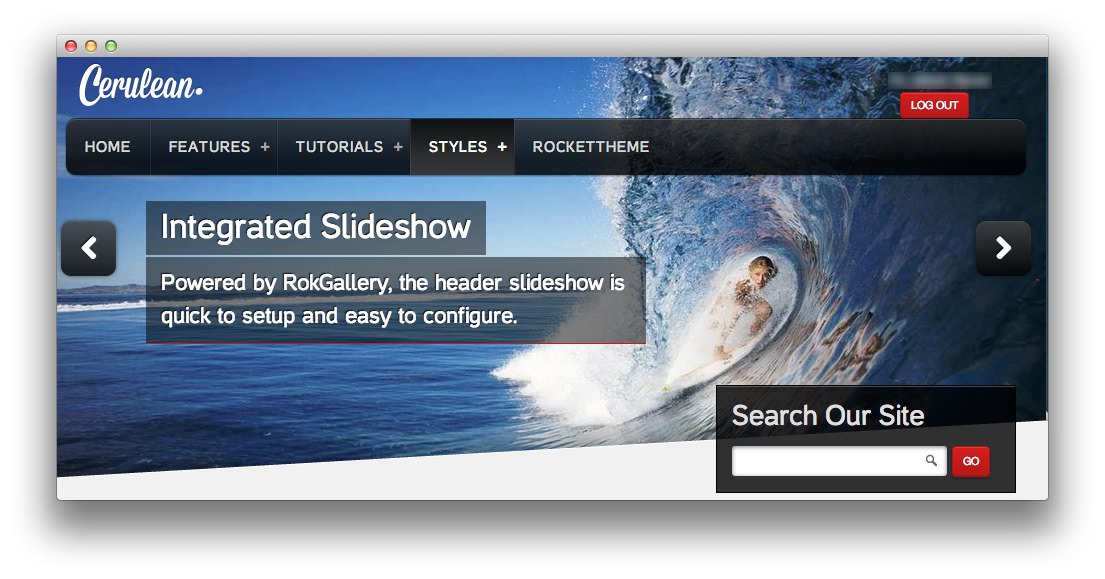 Cerulean.
LOG OUT
HOME FEATURES + TUTORIALS + STYLES + ROCKETTHEME
Integrated Slideshow
Powered by RokGallery, the header slideshow is
quick to setup and easy to configure.
Search Our Site
GO